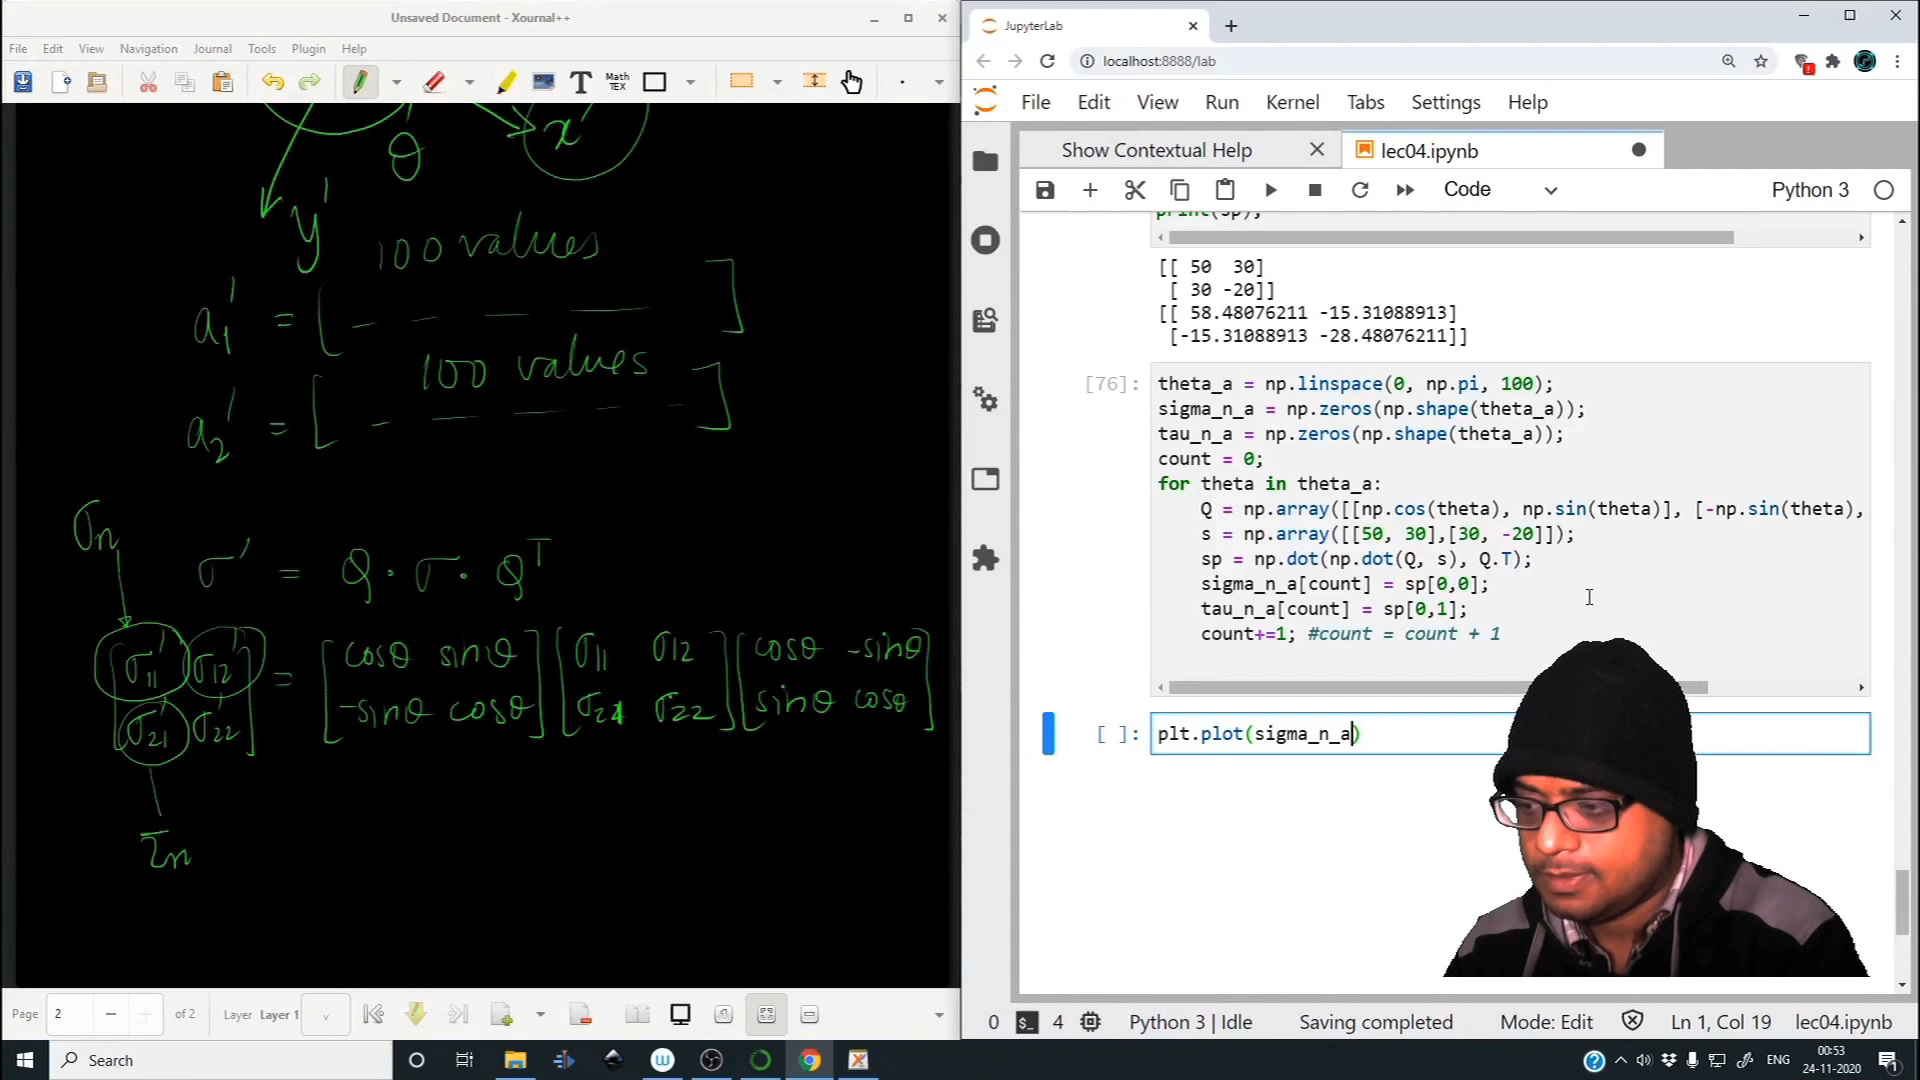 Unsaved Document - Xournal++
File Edit View Navigation Journal Tools Plugin Help
T Math TEX
θ
x'
y'
100 values
a₁' = [ — — — — ]
100 values
a₂' = [ — — — — ]
σn
σ' = Q · σ · Qᵀ
[σ₁₁' σ₁₂' = [cosθ sinθ [σ₁₁ σ₁₂ [cosθ -sinθ
σ₂₁' σ₂₂'] -sinθ cosθ] σ₂₁ σ₂₂] sinθ cosθ]
τn
Page 2 of 2 Layer Layer 1
JupyterLab
localhost:8888/lab
File Edit View Run Kernel Tabs Settings Help
Show Contextual Help
lec04.ipynb
Code
Python 3
print(sp);
[[ 50  30]
[ 30 -20]]
[[ 58.48076211 -15.31088913]
[-15.31088913 -28.48076211]]
[76]: theta_a = np.linspace(0, np.pi, 100);
sigma_n_a = np.zeros(np.shape(theta_a));
tau_n_a = np.zeros(np.shape(theta_a));
count = 0;
for theta in theta_a:
Q = np.array([[np.cos(theta), np.sin(theta)], [-np.sin(theta),
s = np.array([[50, 30],[30, -20]]);
sp = np.dot(np.dot(Q, s), Q.T);
sigma_n_a[count] = sp[0,0];
tau_n_a[count] = sp[0,1];
count+=1; #count = count + 1
[ ]: plt.plot(sigma_n_a)
0 4 Python 3 | Idle Saving completed Mode: Edit Ln 1, Col 19 lec04.ipynb
Search
ENG
00:53
24-11-2020
1